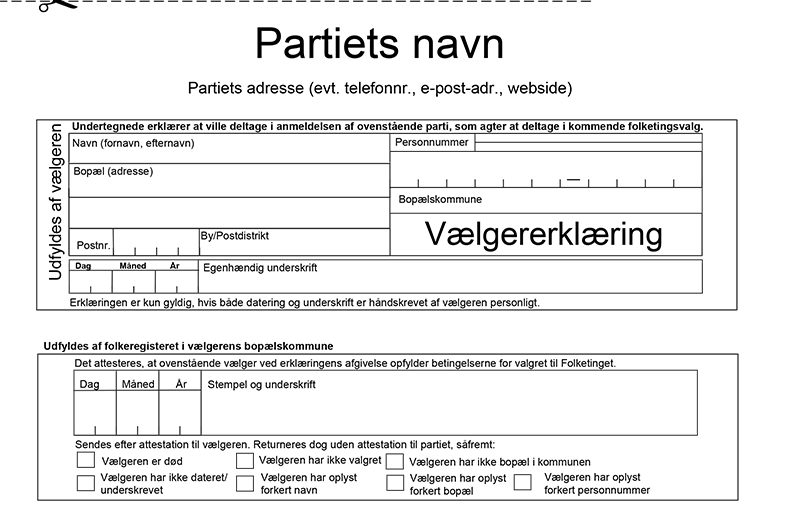 Partiets navn
Partiets adresse (evt. telefonnr., e-post-adr., webside)
Udfyldes af vælgeren
Undertegnede erklærer at ville deltage i anmeldelsen af ovenstående parti, som agter at deltage i kommende folketingsvalg.
Navn (fornavn, efternavn)
Personnummer
Bopæl (adresse)
Bopælskommune
Postnr.
By/Postdistrikt
Vælgererklæring
Dag Måned År
Egenhændig underskrift
Erklæringen er kun gyldig, hvis både datering og underskrift er håndskrevet af vælgeren personligt.
Udfyldes af folkeregisteret i vælgerens bopælskommune
Det attesteres, at ovenstående vælger ved erklæringens afgivelse opfylder betingelserne for valgret til Folketinget.
Dag Måned År
Stempel og underskrift
Sendes efter attestation til vælgeren. Returneres dog uden attestation til partiet, såfremt:
Vælgeren er død
Vælgeren har ikke valgret
Vælgeren har ikke bopæl i kommunen
Vælgeren har ikke dateret/
underskrevet
Vælgeren har oplyst
forkert navn
Vælgeren har oplyst
forkert bopæl
Vælgeren har oplyst
forkert personnummer